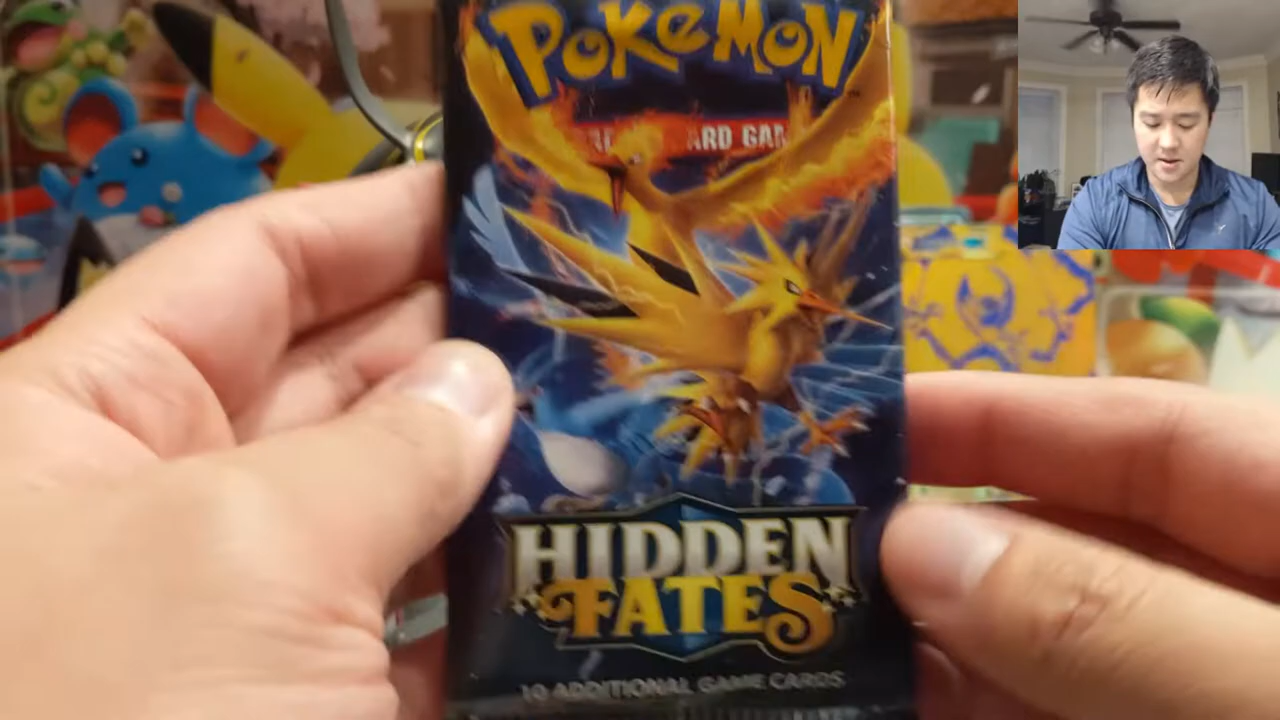 POKÉMON
ARD GAM
HIDDEN
FATES
10 ADDITIONAL GAME CARDS